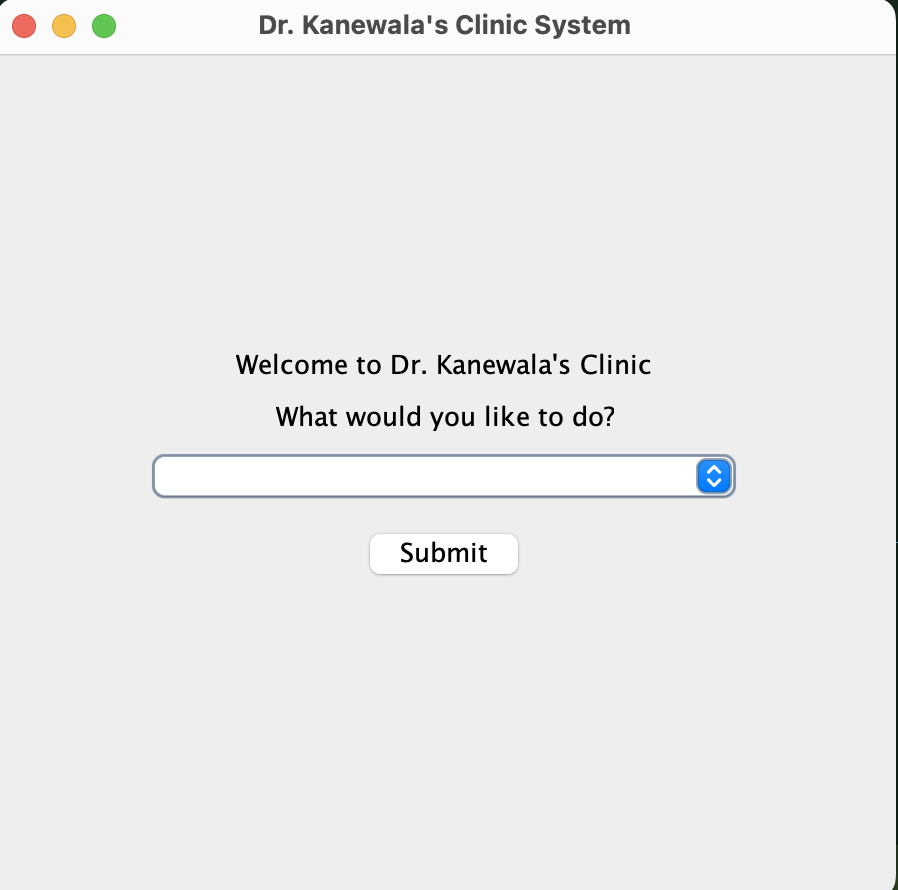 Dr. Kanewala's Clinic System
Welcome to Dr. Kanewala's Clinic
What would you like to do?
Submit